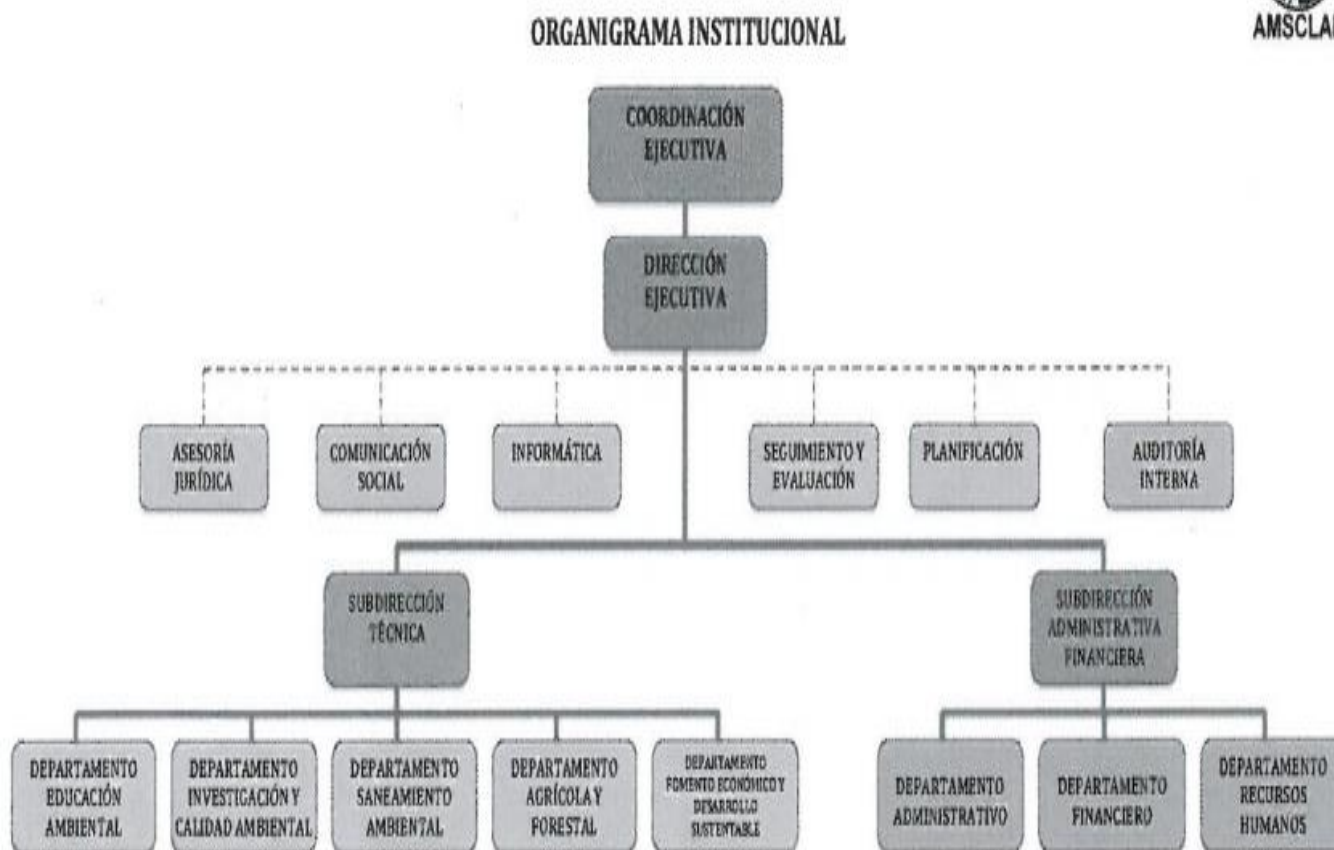 AMSCLAE
ORGANIGRAMA INSTITUCIONAL
COORDINACIÓN
EJECUTIVA
DIRECCIÓN
EJECUTIVA
ASESORÍA
JURÍDICA
COMUNICACIÓN
SOCIAL
INFORMÁTICA
SEGUIMIENTO Y
EVALUACIÓN
PLANIFICACIÓN
AUDITORÍA
INTERNA
SUBDIRECCIÓN
TÉCNICA
SUBDIRECCIÓN
ADMINISTRATIVA
FINANCIERA
DEPARTAMENTO
EDUCACIÓN
AMBIENTAL
DEPARTAMENTO
INVESTIGACIÓN Y
CALIDAD AMBIENTAL
DEPARTAMENTO
SANEAMIENTO
AMBIENTAL
DEPARTAMENTO
AGRÍCOLA Y
FORESTAL
DEPARTAMENTO
FOMENTO ECONÓMICO Y
DESARROLLO
SUSTENTABLE
DEPARTAMENTO
ADMINISTRATIVO
DEPARTAMENTO
FINANCIERO
DEPARTAMENTO
RECURSOS
HUMANOS